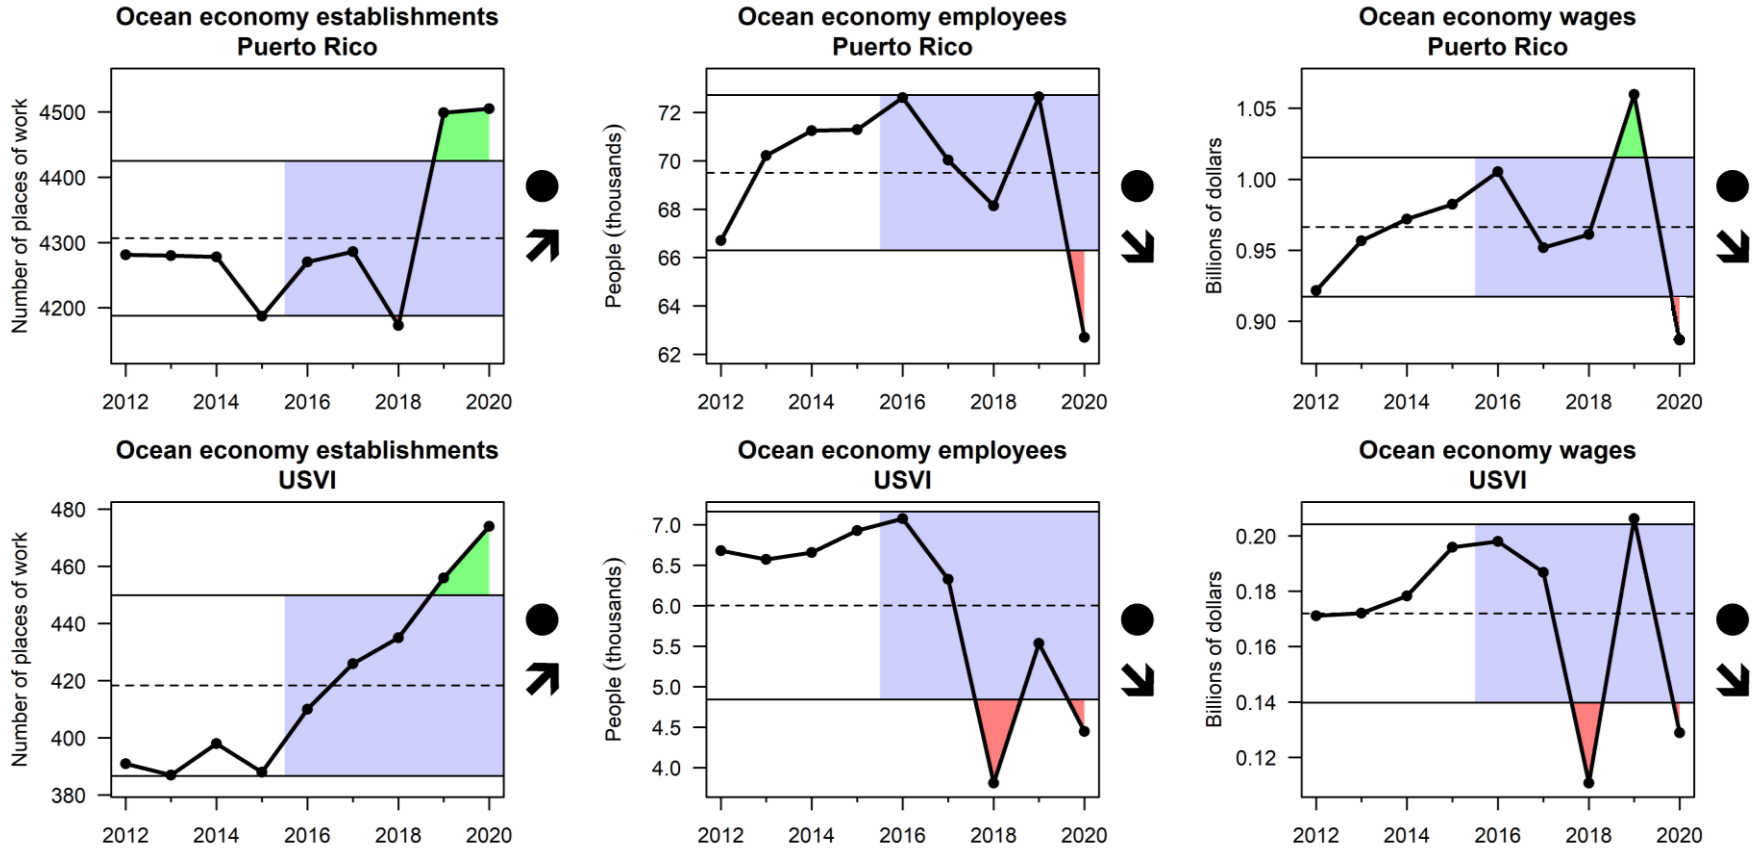 Ocean economy establishments
Puerto Rico
Number of places of work
4500
4400
4300
4200
2012 2014 2016 2018 2020
Ocean economy employees
Puerto Rico
People (thousands)
72
70
68
66
64
62
2012 2014 2016 2018 2020
Ocean economy wages
Puerto Rico
Billions of dollars
1.05
1.00
0.95
0.90
2012 2014 2016 2018 2020
Ocean economy establishments
USVI
Number of places of work
480
460
440
420
400
380
2012 2014 2016 2018 2020
Ocean economy employees
USVI
People (thousands)
7.0
6.5
6.0
5.5
5.0
4.5
4.0
2012 2014 2016 2018 2020
Ocean economy wages
USVI
Billions of dollars
0.20
0.18
0.16
0.14
0.12
2012 2014 2016 2018 2020